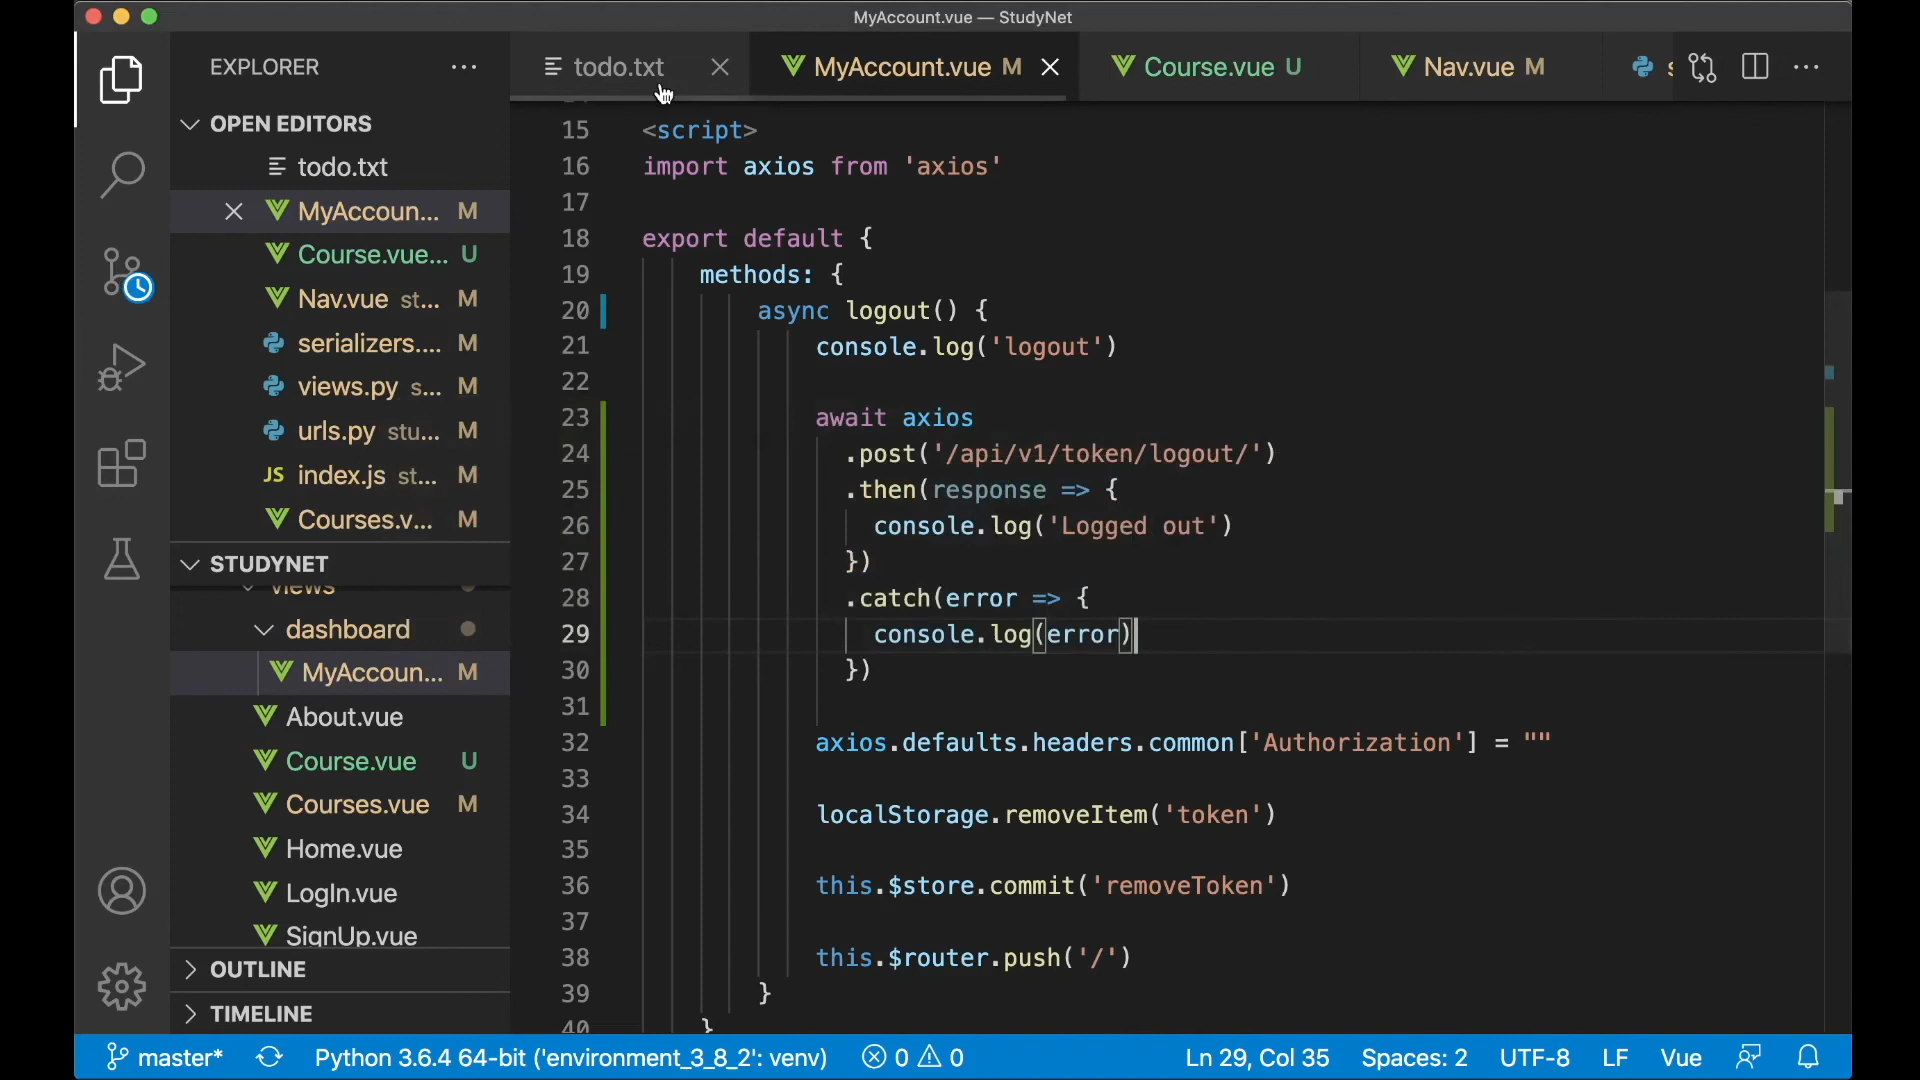 MyAccount.vue — StudyNet
EXPLORER
OPEN EDITORS
todo.txt
MyAccoun... M
Course.vue... U
Nav.vue st... M
serializers.... M
views.py s... M
urls.py stu... M
JS index.js st... M
Courses.v... M
STUDYNET
views
dashboard
MyAccoun... M
About.vue
Course.vue U
Courses.vue M
Home.vue
LogIn.vue
SignUp.vue
OUTLINE
TIMELINE
todo.txt
MyAccount.vue M
Course.vue U
Nav.vue M
15 <script>
16 import axios from 'axios'
17
18 export default {
19 methods: {
20 async logout() {
21 console.log('logout')
22
23 await axios
24 .post('/api/v1/token/logout/')
25 .then(response => {
26 console.log('Logged out')
27 })
28 .catch(error => {
29 console.log(error)
30 })
31
32 axios.defaults.headers.common['Authorization'] = ""
33
34 localStorage.removeItem('token')
35
36 this.$store.commit('removeToken')
37
38 this.$router.push('/')
39 }
40 }
master* Python 3.6.4 64-bit ('environment_3_8_2': venv) 0 0 Ln 29, Col 35 Spaces: 2 UTF-8 LF Vue